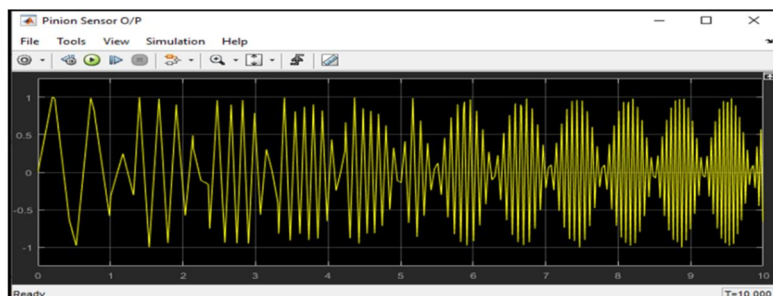 Pinion Sensor O/P
File Tools View Simulation Help
1
0.5
0
-0.5
-1
0 1 2 3 4 5 6 7 8 9 10
Ready T=10.000